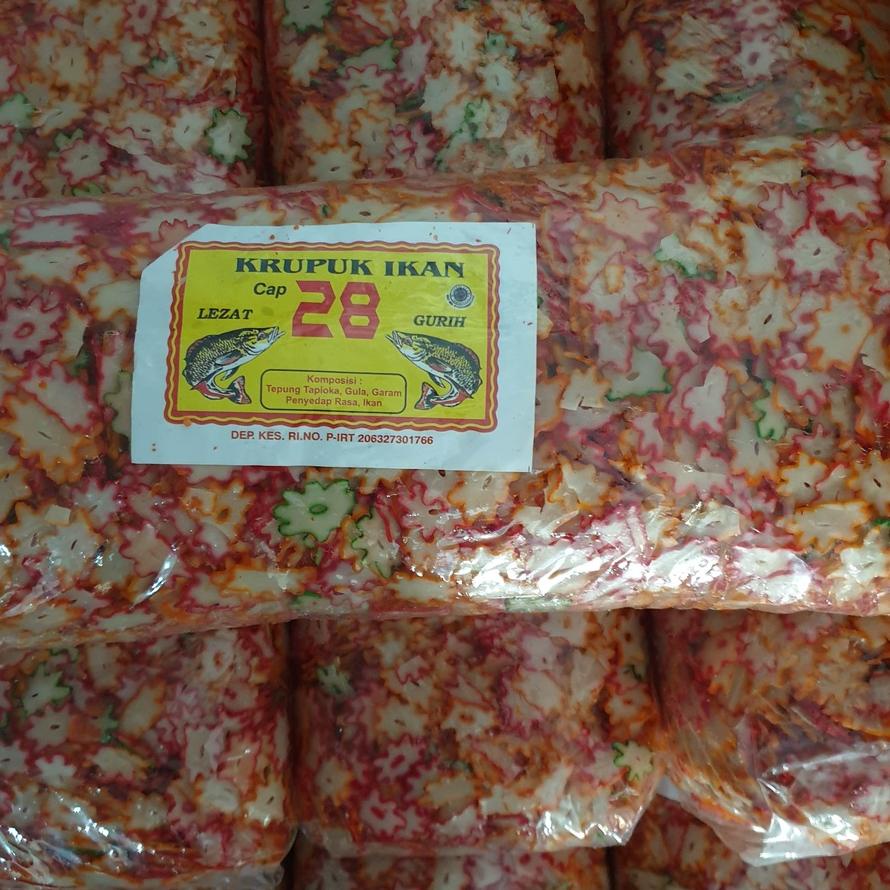 KRUPUK IKAN
Cap 28
LEZAT GURIH
Komposisi :
Tepung Tapioka, Gula, Garam
Penyedap Rasa, Ikan
DEP. KES. RI.NO. P-IRT 206327301766